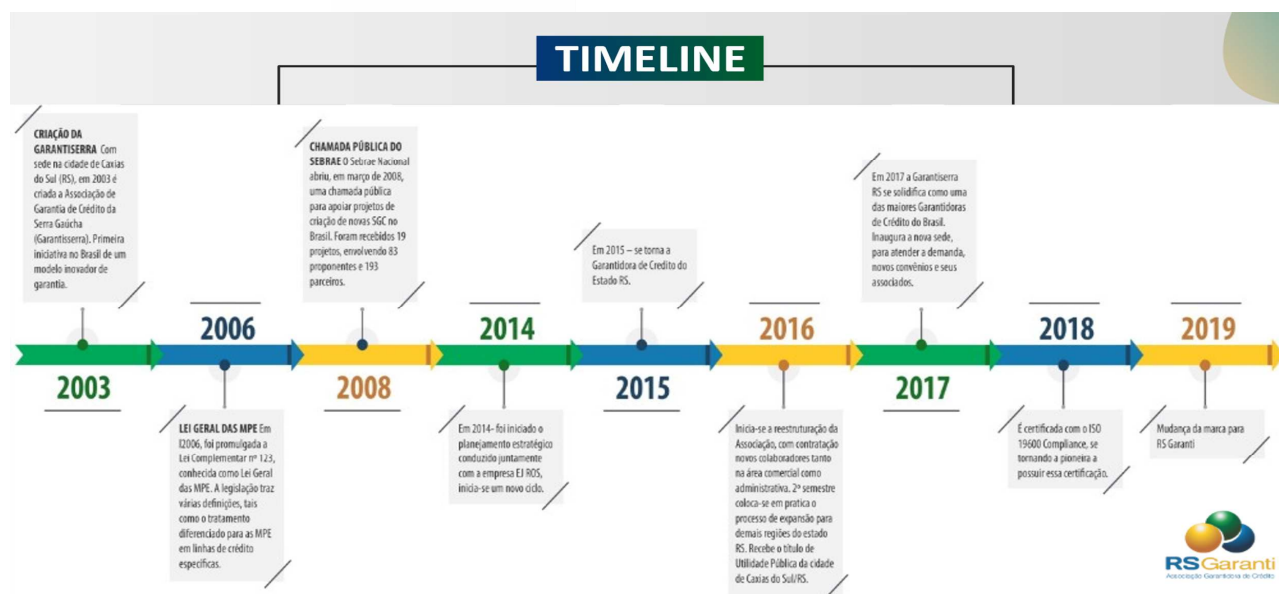 TIMELINE
CRIAÇÃO DA
GARANTISERRA Com
sede na cidade de Caxias
do Sul (RS), em 2003 é
criada a Associação de
Garantia de Crédito da
Serra Gaúcha
(Garantisserra). Primeira
iniciativa no Brasil de um
modelo inovador de
garantia.
2003
2006
LEI GERAL DAS MPE Em
l2006, foi promulgada a
Lei Complementar nº 123,
conhecida como Lei Geral
das MPE. A legislação traz
várias definições, tais
como o tratamento
diferenciado para as MPE
em linhas de crédito
específicas.
CHAMADA PÚBLICA DO
SEBRAE O Sebrae Nacional
abriu, em março de 2008,
uma chamada pública
para apoiar projetos de
criação de novas SGC no
Brasil. Foram recebidos 19
projetos, envolvendo 83
proponentes e 193
parceiros.
2008
2014
Em 2014- foi iniciado o
planejamento estratégico
conduzido juntamente
com a empresa EJ ROS,
inicia-se um novo ciclo.
Em 2015 – se torna a
Garantidora de Credito do
Estado RS.
2015
2016
Inicia-se a reestruturação da
Associação, com contratação
novos colaboradores tanto
na área comercial como
administrativa. 2º semestre
coloca-se em pratica o
processo de expansão para
demais regiões do estado
RS. Recebe o título de
Utilidade Pública da cidade
de Caxias do Sul/RS.
Em 2017 a Garantiserra
RS se solidifica como uma
das maiores Garantidoras
de Crédito do Brasil.
Inaugura a nova sede,
para atender a demanda,
novos convênios e seus
associados.
2017
2018
É certificada com o ISO
19600 Compliance, se
tornando a pioneira a
possuir essa certificação.
2019
Mudança da marca para
RS Garanti
RSGaranti
Associação Garantidora de Crédito